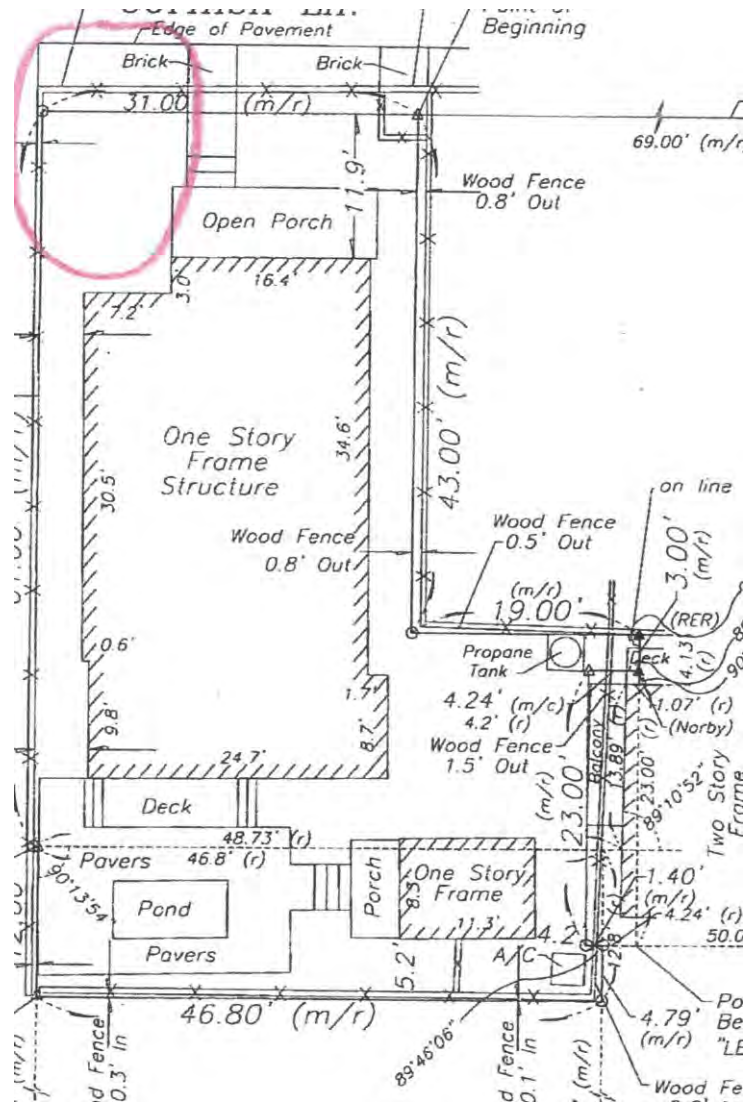 Point of
Beginning
Edge of Pavement
Brick
Brick
31.00 (m/r)
69.00' (m/r)
11.9'
Wood Fence
0.8' Out
Open Porch
16.4'
3.0'
7.2'
43.00' (m/r)
34.6'
One Story
Frame
Structure
30.5'
on line
Wood Fence
0.5' Out
Wood Fence
0.8' Out
3.00'
(m/r)
(m/r)
19.00'
(RER)
Propane
Tank
Deck
4.13'
(r)
0.6'
1.7'
4.24' (m/c)
4.2' (r)
1.07' (r)
(Norby)
9.8'
8.7'
Wood Fence
1.5' Out
Balcony
24.7'
23.00'
(m/r)
23.00' (r)
89°10'52"
Two Story
Frame
Deck
48.73' (r)
46.8' (r)
Pavers
90°13'54"
Pond
Porch
One Story
Frame
8.3'
11.3'
1.40'
(m/r)
4.24' (r)
50.0
4.2'
12.8
Pavers
5.2'
A/C
46.80' (m/r)
89°46'06"
4.79'
(m/r)
0.3' In
0.1' In
"LE
Wood Fe